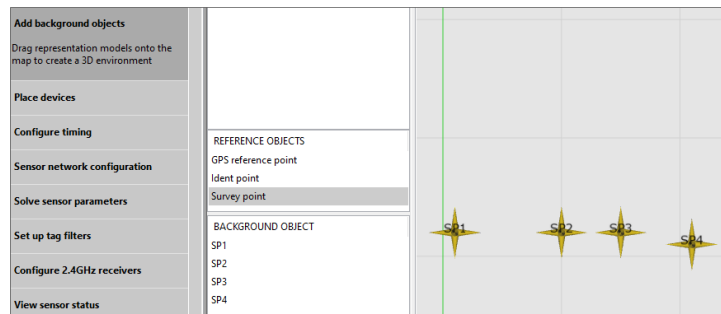 Add background objects
Drag representation models onto the
map to create a 3D environment
Place devices
Configure timing
Sensor network configuration
Solve sensor parameters
Set up tag filters
Configure 2.4GHz receivers
View sensor status
REFERENCE OBJECTS
GPS reference point
Ident point
Survey point
BACKGROUND OBJECT
SP1
SP2
SP3
SP4
SP1
SP2
SP3
SP4